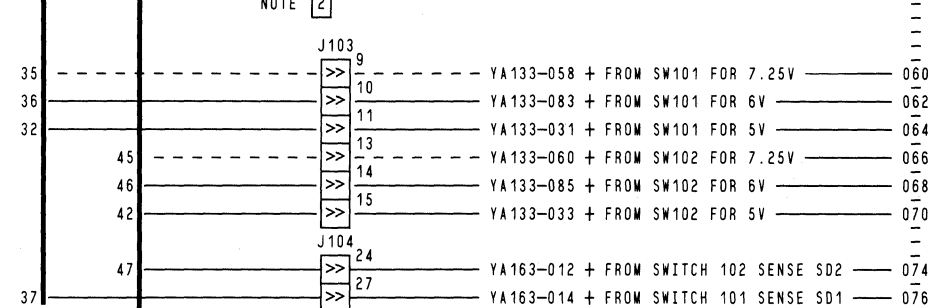 NOTE 2
J103
9
35 >> YA133-058 + FROM SW101 FOR 7.25V 060
10
36 >> YA133-083 + FROM SW101 FOR 6V 062
11
32 >> YA133-031 + FROM SW101 FOR 5V 064
13
45 >> YA133-060 + FROM SW102 FOR 7.25V 066
14
46 >> YA133-085 + FROM SW102 FOR 6V 068
15
42 >> YA133-033 + FROM SW102 FOR 5V 070
J104
24
47 >> YA163-012 + FROM SWITCH 102 SENSE SD2 074
27
37 >> YA163-014 + FROM SWITCH 101 SENSE SD1 076